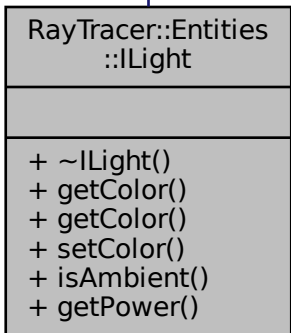 RayTracer::Entities
::ILight
+ ~ILight()
+ getColor()
+ getColor()
+ setColor()
+ isAmbient()
+ getPower()